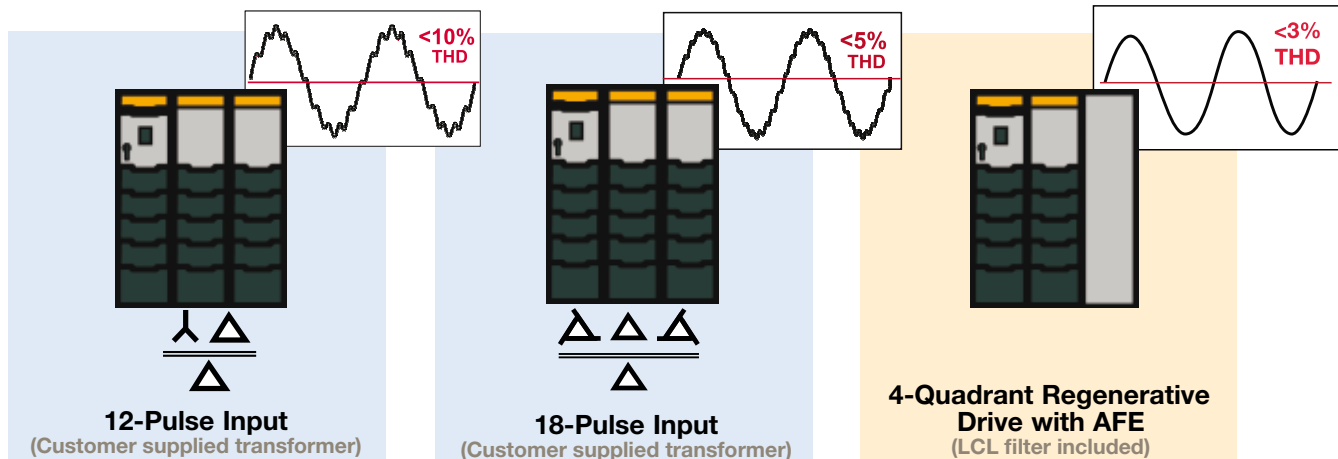 <10%
THD
<5%
THD
<3%
THD
12-Pulse Input
(Customer supplied transformer)
18-Pulse Input
(Customer supplied transformer)
4-Quadrant Regenerative
Drive with AFE
(LCL filter included)